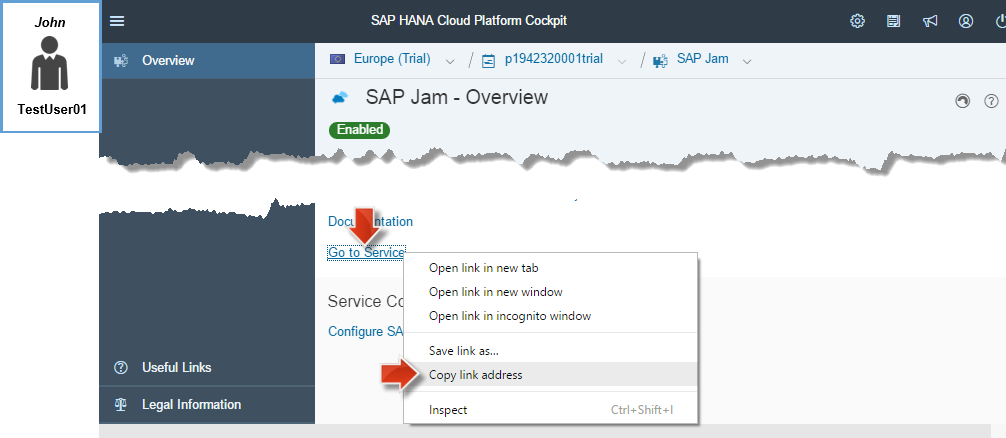 John
TestUser01
SAP HANA Cloud Platform Cockpit
Overview
Europe (Trial) / p1942320001trial / SAP Jam
SAP Jam - Overview
Enabled
Documentation
Go to Service
Open link in new tab
Open link in new window
Open link in incognito window
Service Co
Configure SA
Save link as...
Copy link address
Inspect Ctrl+Shift+I
Useful Links
Legal Information